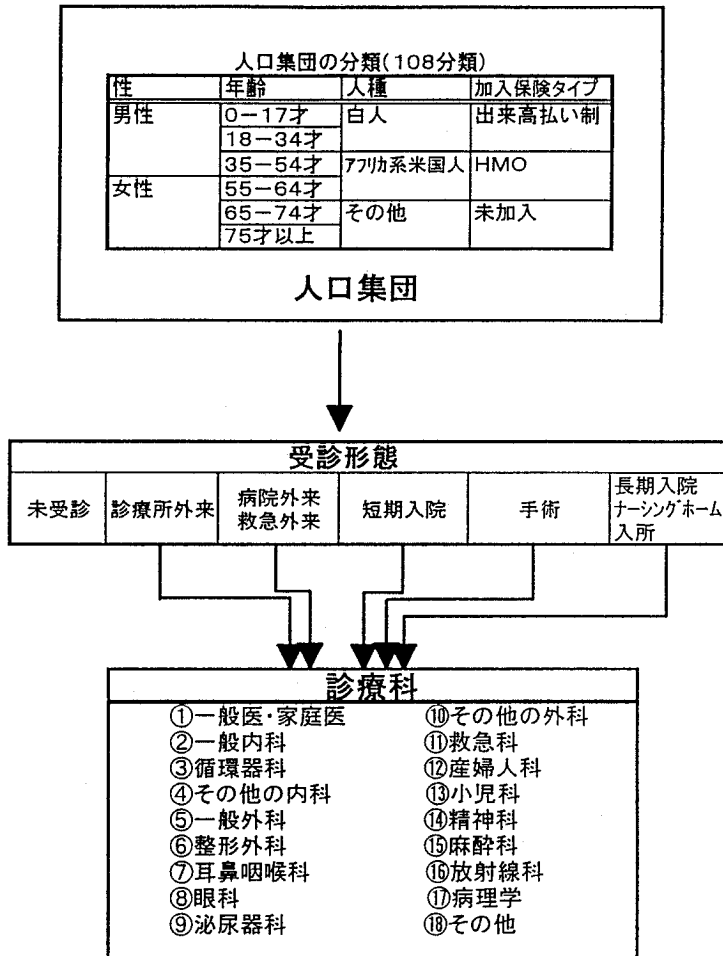 人口集団の分類(108分類)
性 年齢 人種 加入保険タイプ
男性 0－17才 白人 出来高払い制
18－34才
35－54才 ｱﾌﾘｶ系米国人 HMO
女性 55－64才
65－74才 その他 未加入
75才以上
人口集団
受診形態
未受診 診療所外来 病院外来 救急外来 短期入院 手術 長期入院 ﾅｰｼﾝｸﾞﾎｰﾑ 入所
診療科
①一般医・家庭医
②一般内科
③循環器科
④その他の内科
⑤一般外科
⑥整形外科
⑦耳鼻咽喉科
⑧眼科
⑨泌尿器科
⑩その他の外科
⑪救急科
⑫産婦人科
⑬小児科
⑭精神科
⑮麻酔科
⑯放射線科
⑰病理学
⑱その他